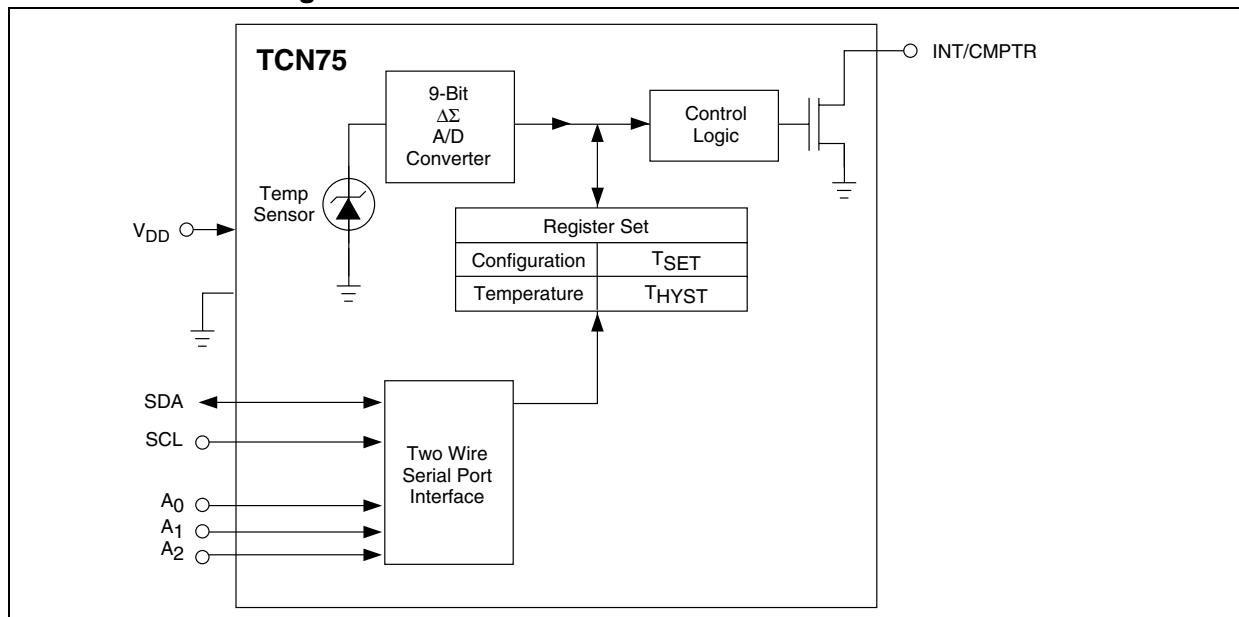 TCN75
INT/CMPTR
9-Bit
ΔΣ
A/D
Converter
Control
Logic
Temp
Sensor
VDD
Register Set
Configuration TSET
Temperature THYST
SDA
SCL
Two Wire
Serial Port
Interface
A0
A1
A2